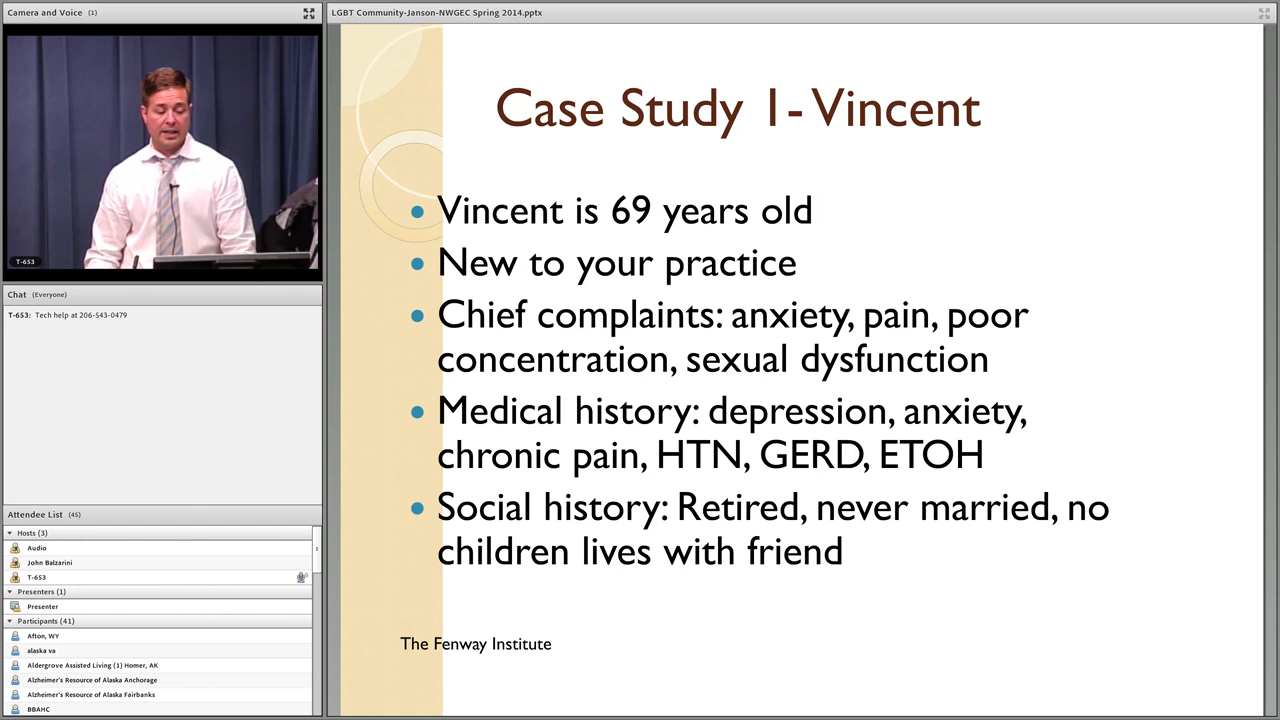 Camera and Voice (1)
T-653
Chat (Everyone)
T-653: Tech help at 206-543-0479
Attendee List (45)
Hosts (3)
Audio
John Balzarini
T-653
Presenters (1)
Presenter
Participants (41)
Afton, WY
alaska va
Aldergrove Assisted Living (1) Homer, AK
Alzheimer's Resource of Alaska Anchorage
Alzheimer's Resource of Alaska Fairbanks
BBAHC
LGBT Community-Janson-NWGEC Spring 2014.pptx
Case Study 1- Vincent
• Vincent is 69 years old
• New to your practice
• Chief complaints: anxiety, pain, poor
concentration, sexual dysfunction
• Medical history: depression, anxiety,
chronic pain, HTN, GERD, ETOH
• Social history: Retired, never married, no
children lives with friend
The Fenway Institute